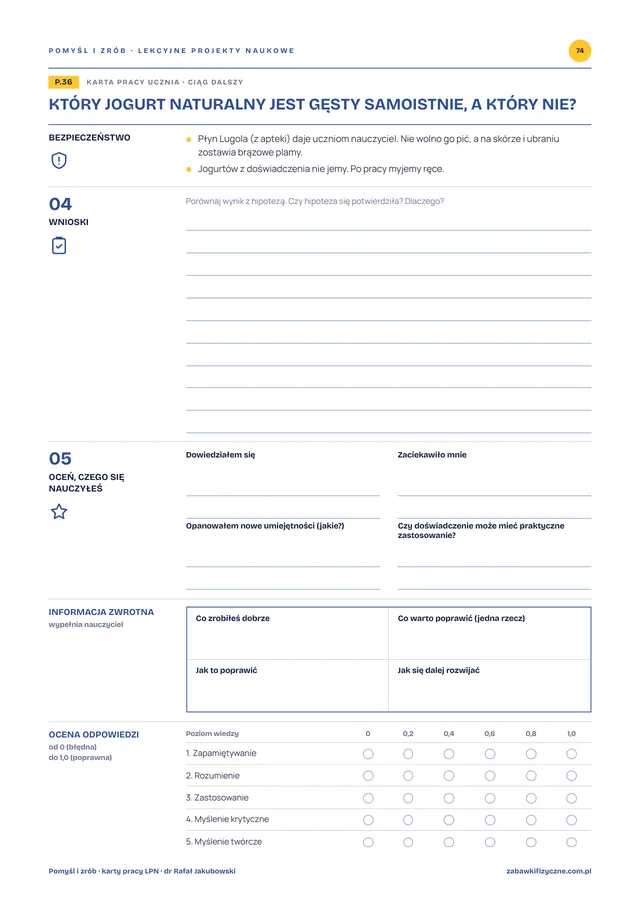 POMYŚL I ZRÓB · LEKCYJNE PROJEKTY NAUKOWE
74
P.36 KARTA PRACY UCZNIA · CIĄG DALSZY
KTÓRY JOGURT NATURALNY JEST GĘSTY SAMOISTNIE, A KTÓRY NIE?
BEZPIECZEŃSTWO
Płyn Lugola (z apteki) daje uczniom nauczyciel. Nie wolno go pić, a na skórze i ubraniu
zostawia brązowe plamy.
Jogurtów z doświadczenia nie jemy. Po pracy myjemy ręce.
04
WNIOSKI
Porównaj wynik z hipotezą. Czy hipoteza się potwierdziła? Dlaczego?
05
OCEŃ, CZEGO SIĘ
NAUCZYŁEŚ
Dowiedziałem się
Zaciekawiło mnie
Opanowałem nowe umiejętności (jakie?)
Czy doświadczenie może mieć praktyczne
zastosowanie?
INFORMACJA ZWROTNA
wypełnia nauczyciel
Co zrobiłeś dobrze
Co warto poprawić (jedna rzecz)
Jak to poprawić
Jak się dalej rozwijać
OCENA ODPOWIEDZI
od 0 (błędna)
do 1,0 (poprawna)
Poziom wiedzy 0 0,2 0,4 0,6 0,8 1,0
1. Zapamiętywanie
2. Rozumienie
3. Zastosowanie
4. Myślenie krytyczne
5. Myślenie twórcze
Pomyśl i zrób · karty pracy LPN · dr Rafał Jakubowski
zabawkifizyczne.com.pl